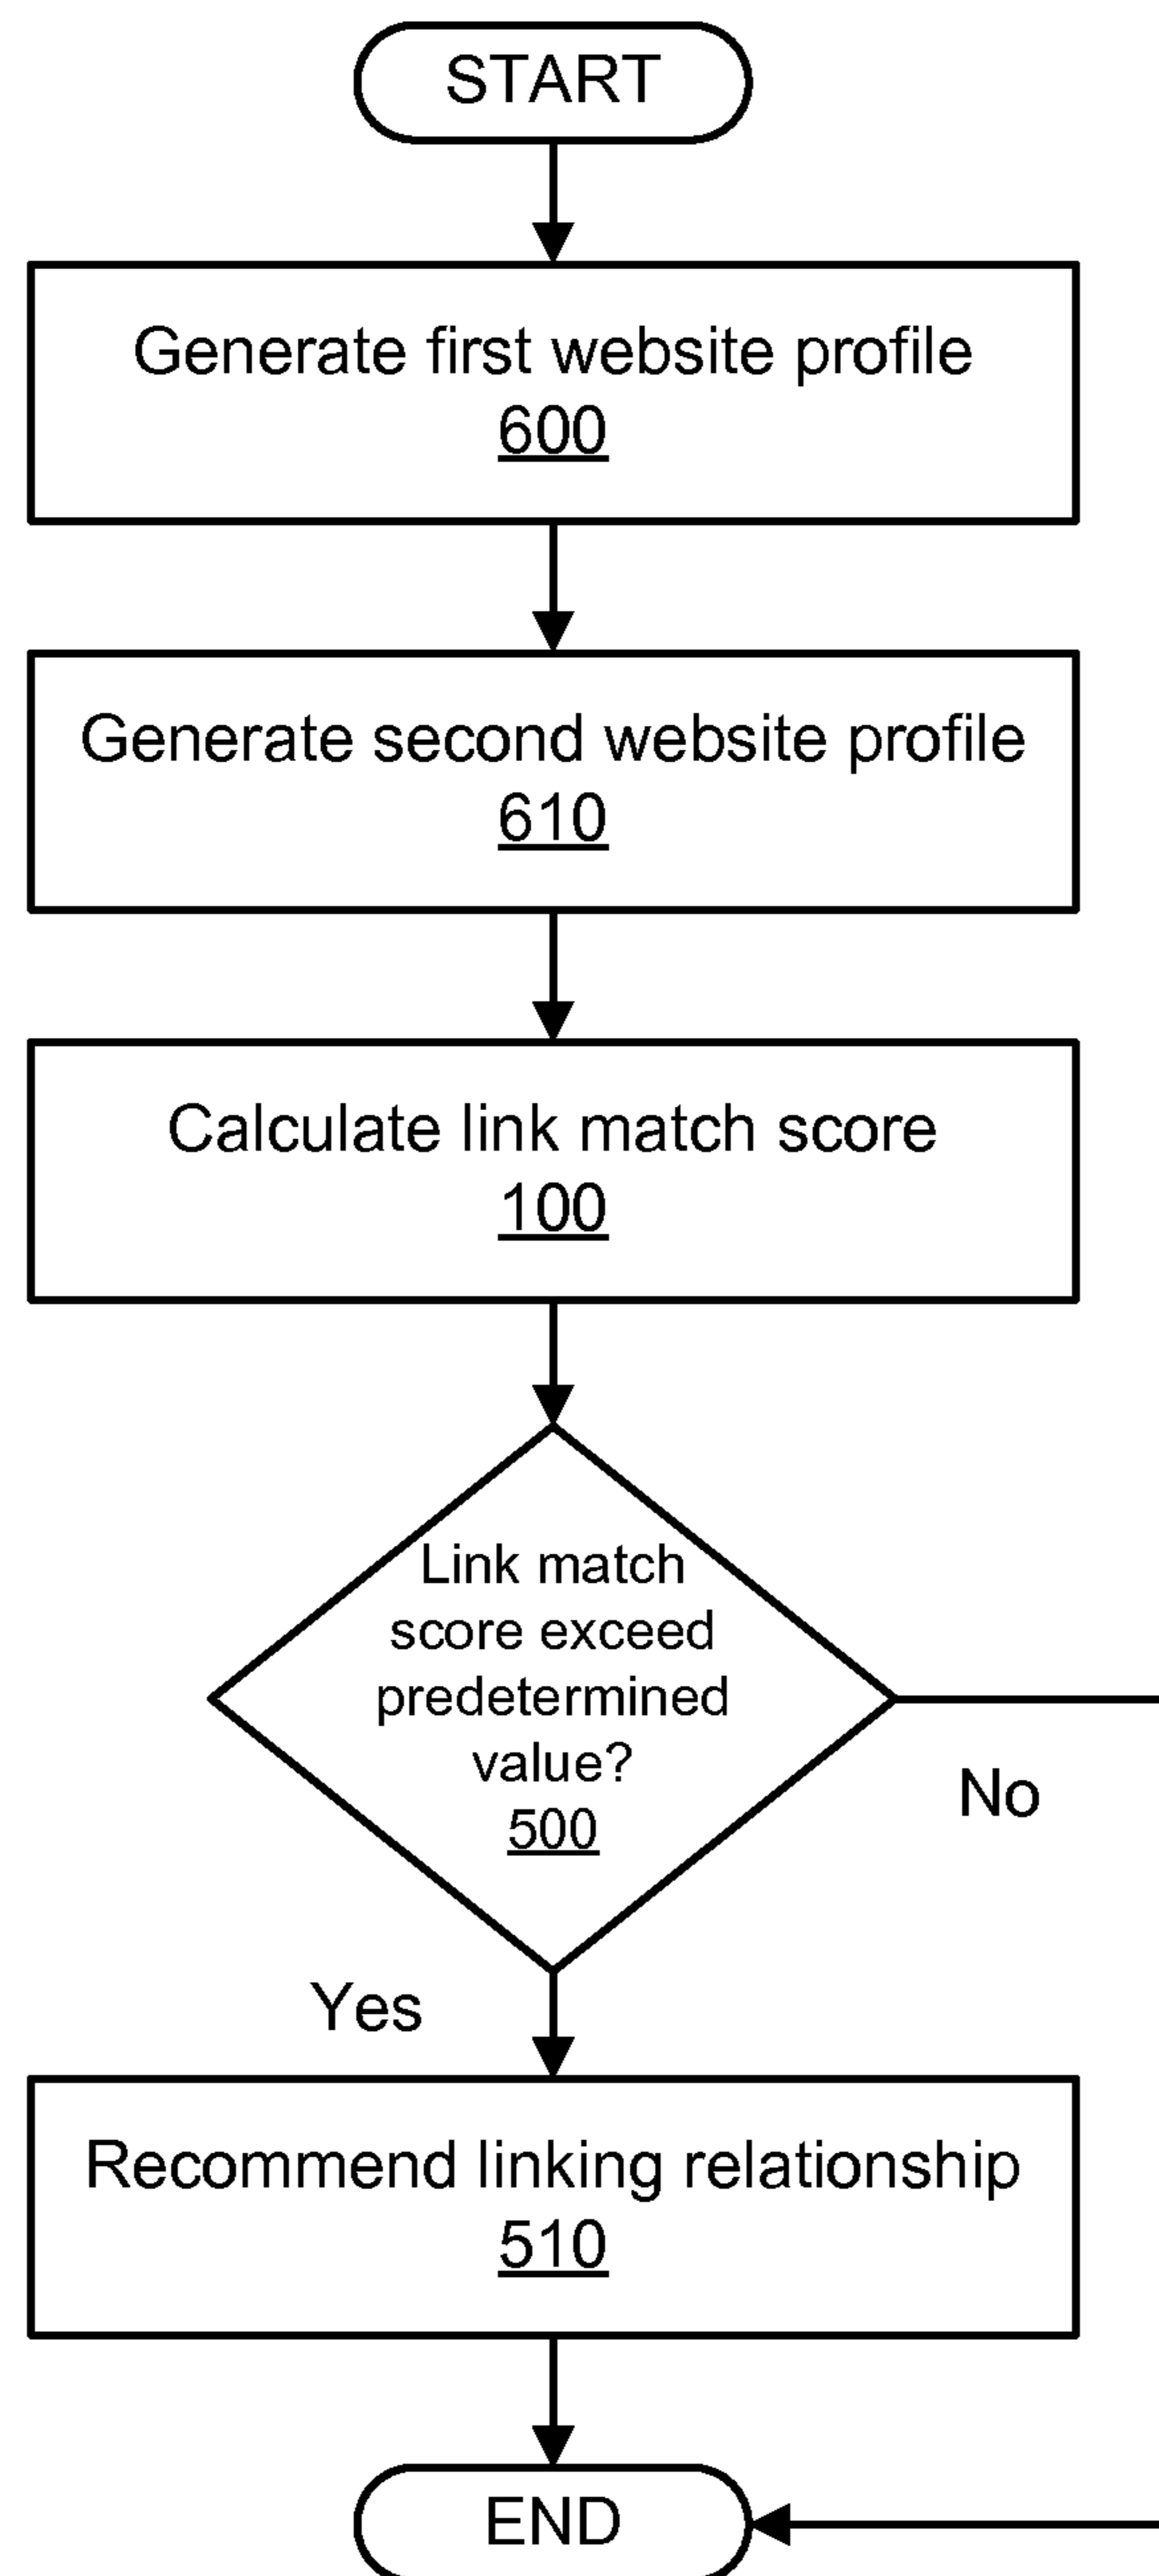 START
Generate first website profile
600
Generate second website profile
610
Calculate link match score
100
Link match
score exceed
predetermined
value?
500
No
Yes
Recommend linking relationship
510
END